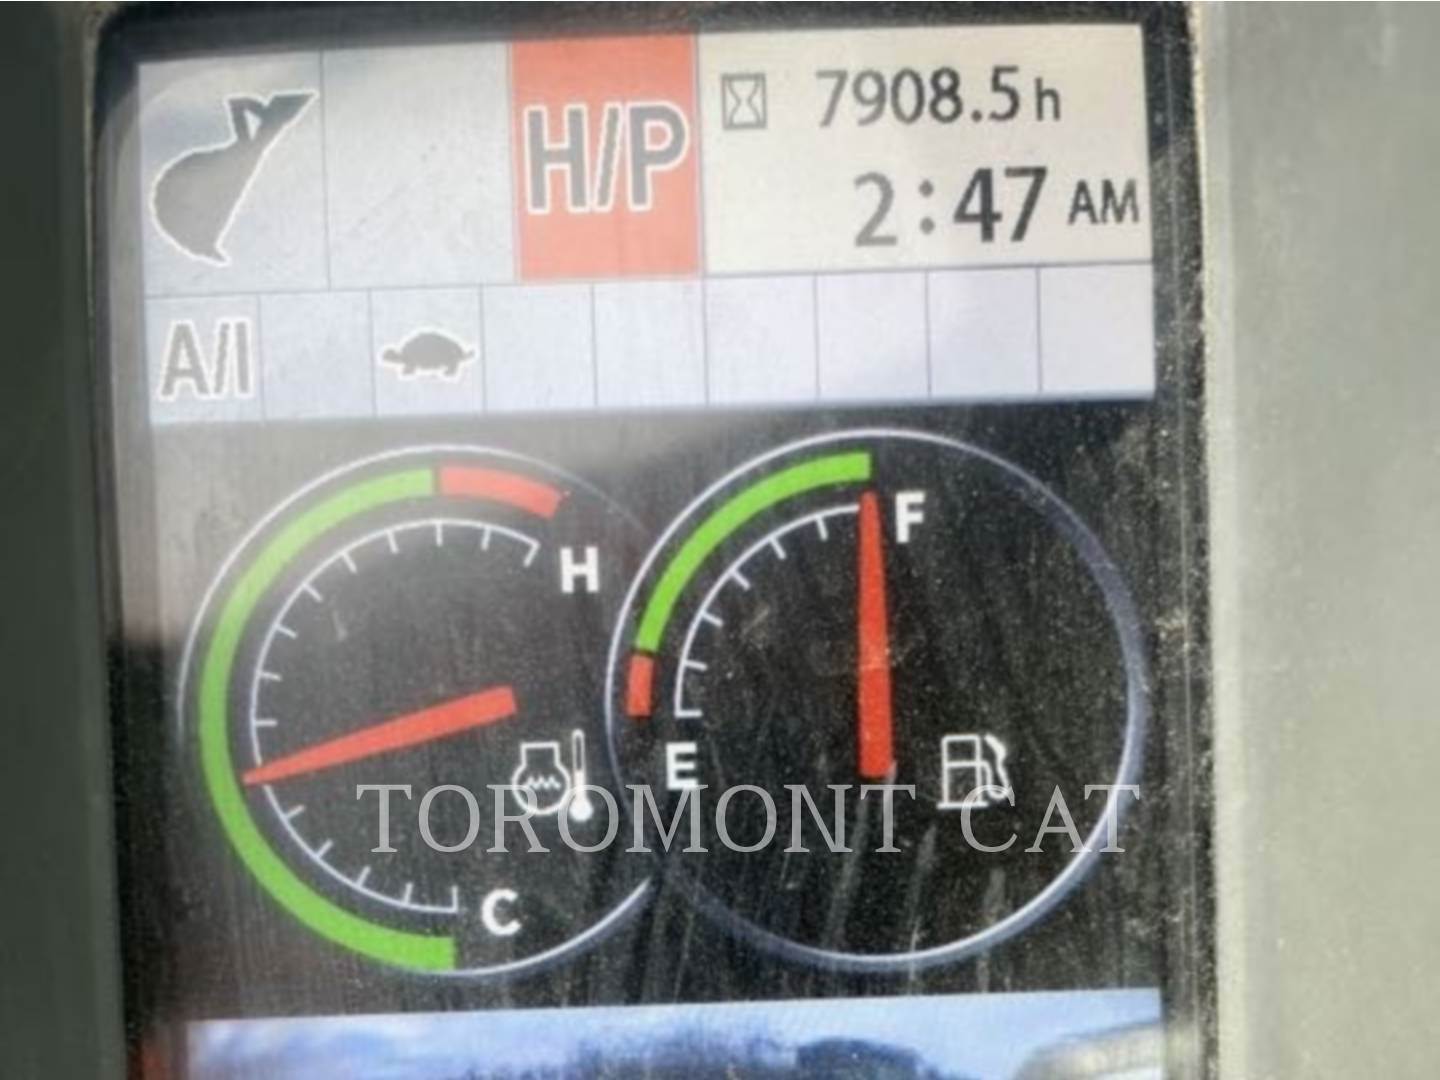 H/P
7908.5 h
2:47 AM
A/I
H
F
E
C
TOROMONT CAT